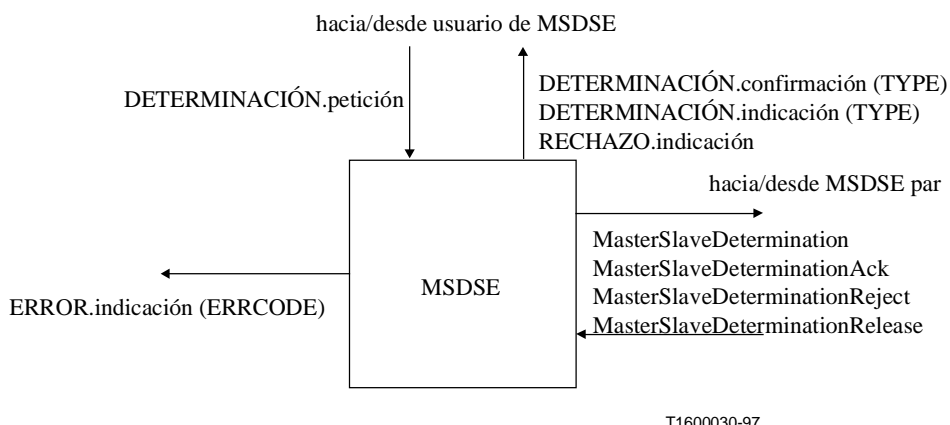 hacia/desde usuario de MSDSE
DETERMINACIÓN.petición
DETERMINACIÓN.confirmación (TYPE)
DETERMINACIÓN.indicación (TYPE)
RECHAZO.indicación
hacia/desde MSDSE par
MasterSlaveDetermination
MasterSlaveDeterminationAck
MasterSlaveDeterminationReject
MasterSlaveDeterminationRelease
MSDSE
ERROR.indicación (ERRCODE)
T1600030-97